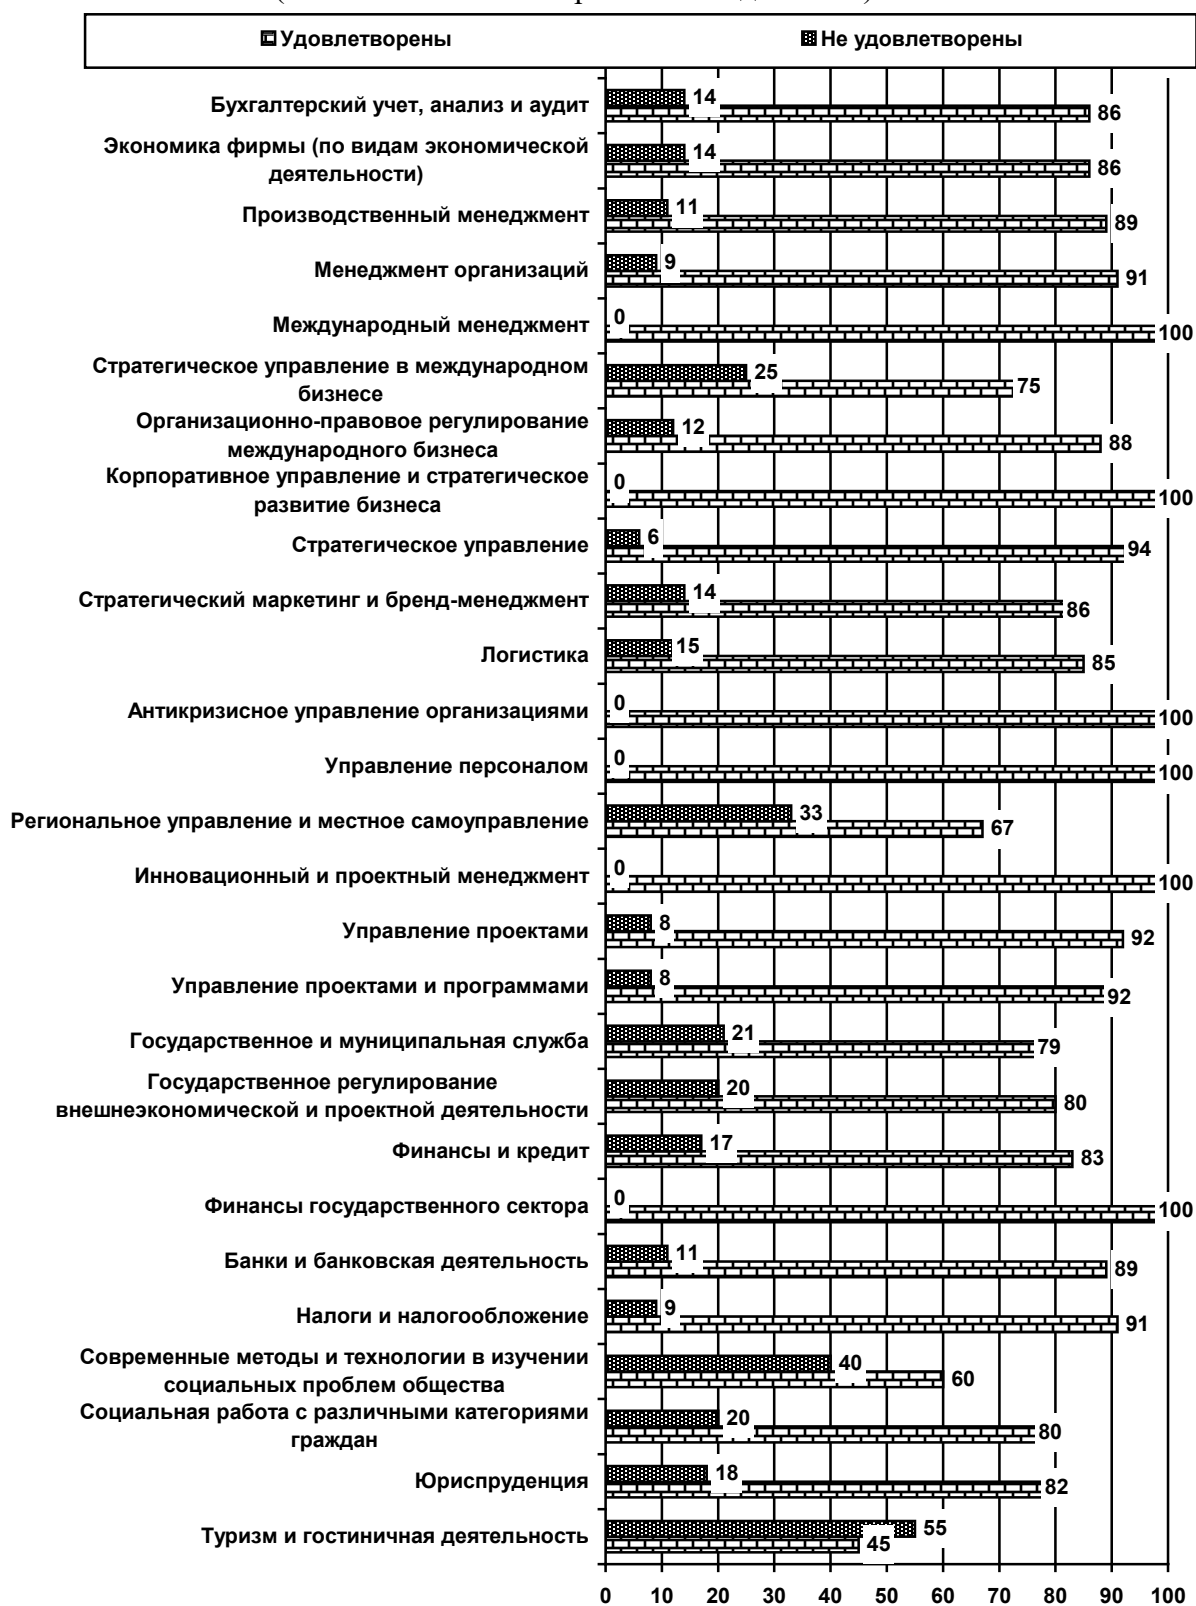 Удовлетворены
Не удовлетворены
Бухгалтерский учет, анализ и аудит
14
86
Экономика фирмы (по видам экономической
деятельности)
14
86
Производственный менеджмент
11
89
Менеджмент организаций
9
91
Международный менеджмент
0
100
Стратегическое управление в международном
бизнесе
25
75
Организационно-правовое регулирование
международного бизнеса
12
88
Корпоративное управление и стратегическое
развитие бизнеса
0
100
Стратегическое управление
6
94
Стратегический маркетинг и бренд-менеджмент
14
86
Логистика
15
85
Антикризисное управление организациями
0
100
Управление персоналом
0
100
Региональное управление и местное самоуправление
33
67
Инновационный и проектный менеджмент
0
100
Управление проектами
8
92
Управление проектами и программами
8
92
Государственное и муниципальная служба
21
79
Государственное регулирование
внешнеэкономической и проектной деятельности
20
80
Финансы и кредит
17
83
Финансы государственного сектора
0
100
Банки и банковская деятельность
11
89
Налоги и налогообложение
9
91
Современные методы и технологии в изучении
социальных проблем общества
40
60
Социальная работа с различными категориями
граждан
20
80
Юриспруденция
18
82
Туризм и гостиничная деятельность
55
45
0 10 20 30 40 50 60 70 80 90 100